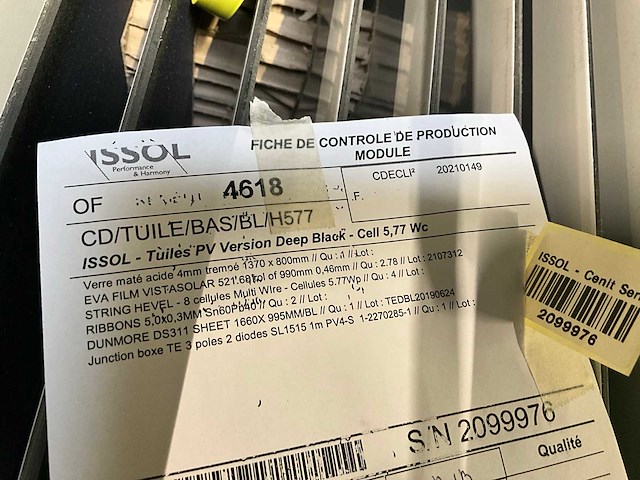 ISSOL
Performance
& Harmony
FICHE DE CONTROLE DE PRODUCTION
MODULE
OF 4618
CDECLI² 20210149
.F.
CD/TUILE/BAS/BL/H577
ISSOL - Tuiles PV Version Deep Black - Cell 5,77 Wc
Verre maté acide 4mm tremoé 1370 x 800mm // Qu : 1 // Lot :
EVA FILM VISTASOLAR 521.60 rol of 990mm 0,46mm // Qu : 2.78 // Lot : 2107312
STRING HEVEL - 8 cellules Multi Wire - Cellules 5.77Wp // Qu : 4 // Lot :
RIBBONS 5,0x0,3MM Sn60Pb40 // Qu : 2 // Lot :
DUNMORE DS311 SHEET 1660X 995MM/BL // Qu : 1 // Lot : TEDBL20190624
Junction boxe TE 3 poles 2 diodes SL1515 1m PV4-S 1-2270285-1 // Qu : 1 // Lot :
ISSOL - Cenit Ser
2099976
S/N 2099976
Qualité